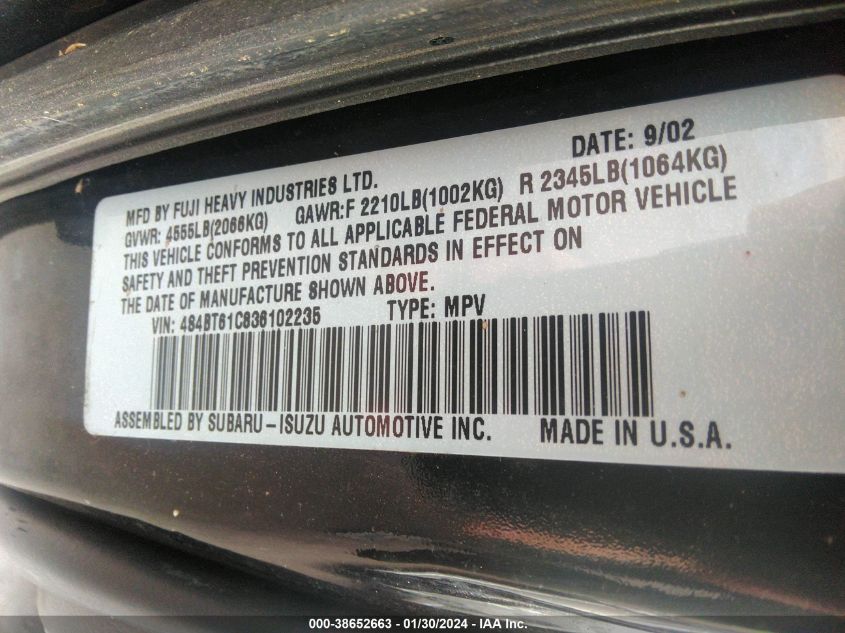 DATE: 9/02
MFD BY FUJI HEAVY INDUSTRIES LTD.
GVWR: 4555LB(2066KG) GAWR:F 2210LB(1002KG) R 2345LB(1064KG)
THIS VEHICLE CONFORMS TO ALL APPLICABLE FEDERAL MOTOR VEHICLE
SAFETY AND THEFT PREVENTION STANDARDS IN EFFECT ON
THE DATE OF MANUFACTURE SHOWN ABOVE.
VIN: 4S4BT61C836102235 TYPE: MPV
ASSEMBLED BY SUBARU-ISUZU AUTOMOTIVE INC. MADE IN U.S.A.
000-38652663 - 01/30/2024 - IAA Inc.